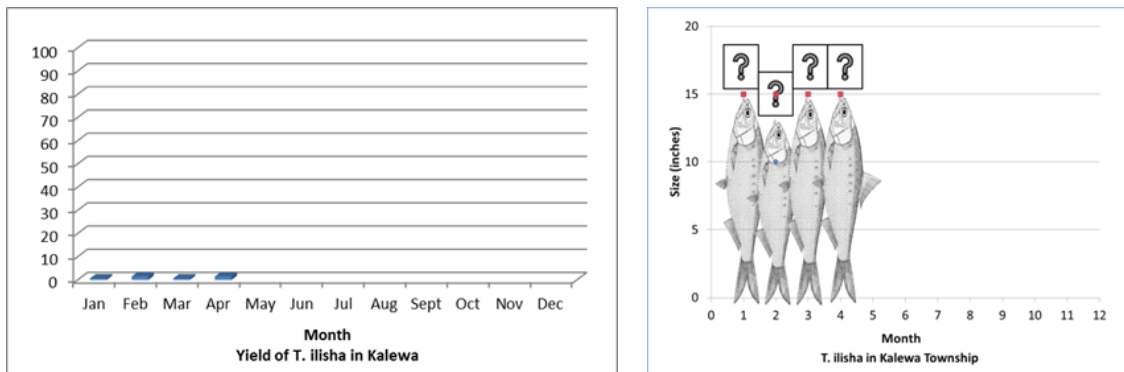 100
90
80
70
60
50
40
30
20
10
0
Jan Feb Mar Apr May Jun Jul Aug Sept Oct Nov Dec
Month
Yield of T. ilisha in Kalewa
20
15
10
5
0
Size (inches)
? ? ? ?
0 1 2 3 4 5 6 7 8 9 10 11 12
Month
T. ilisha in Kalewa Township